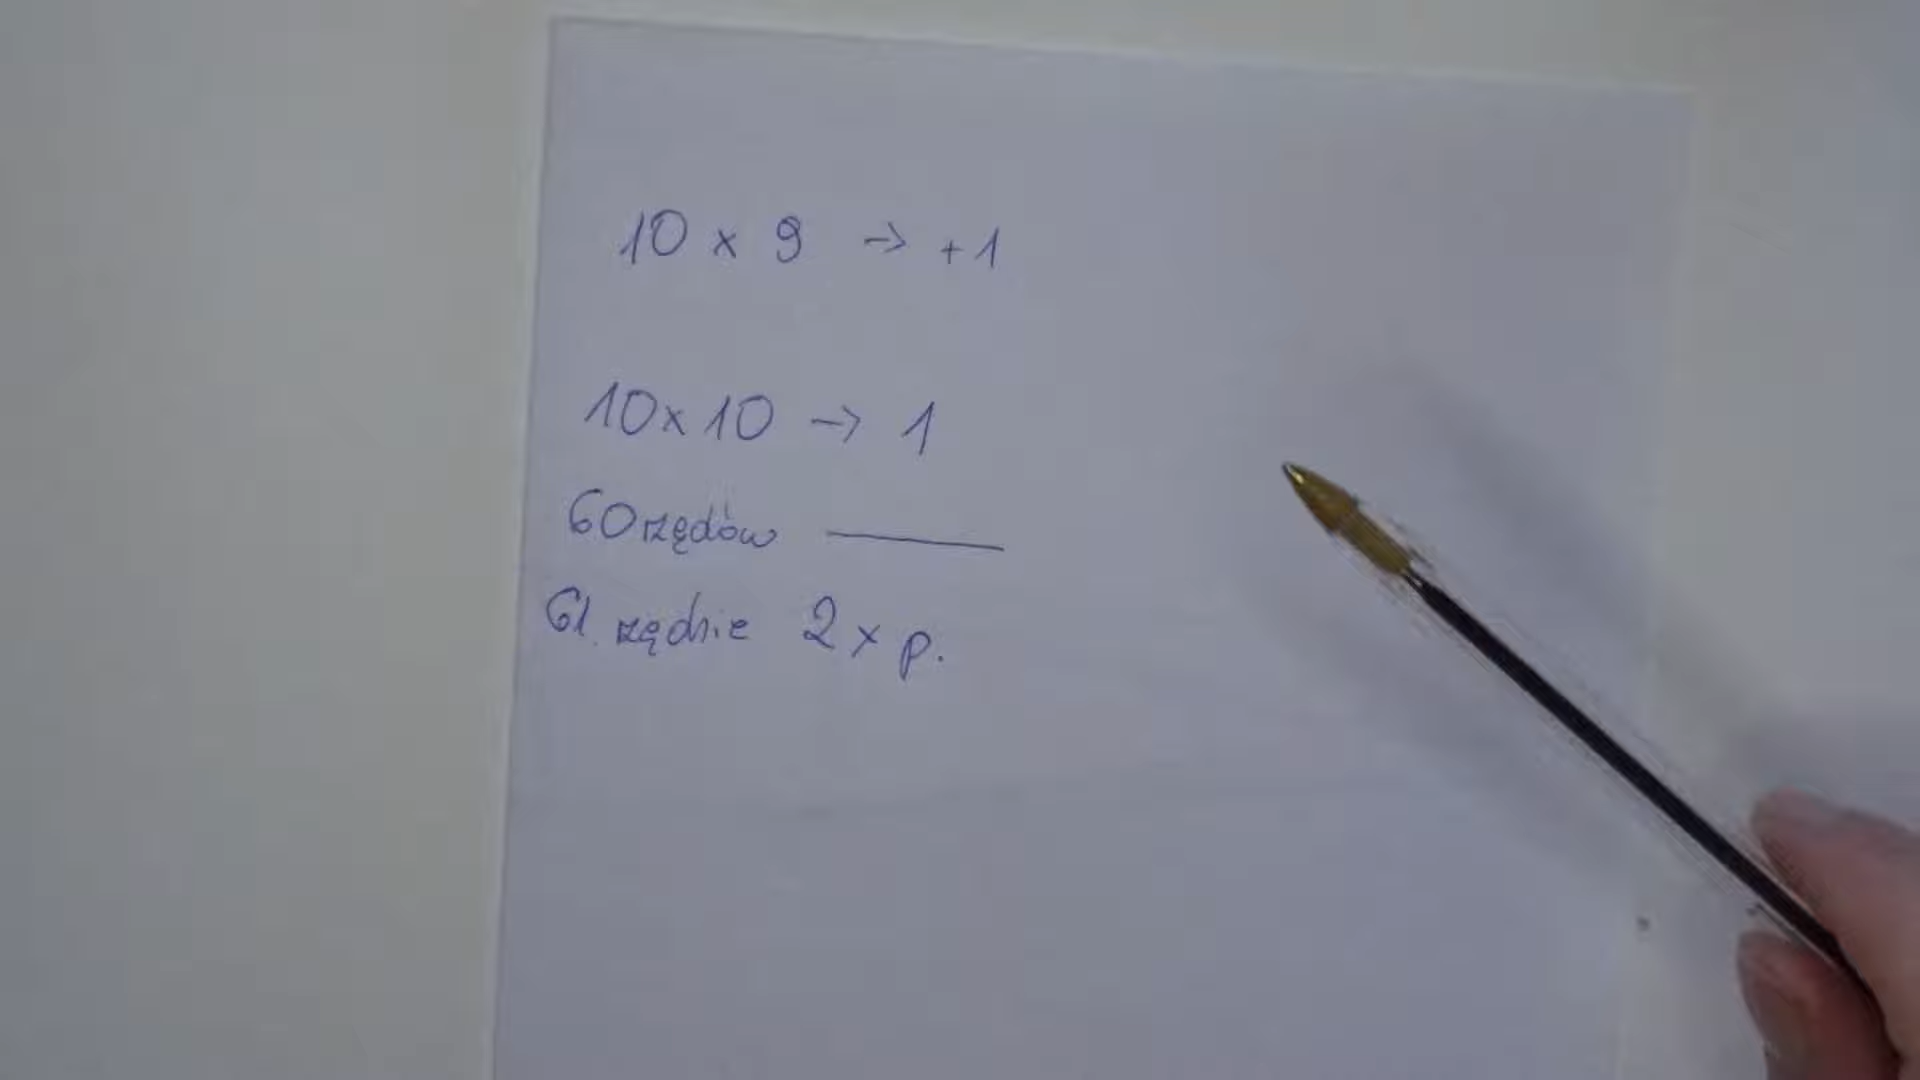 10 x 9 → +1
10x10 → 1
60 rzędów ——
61. rzędzie 2 x p.